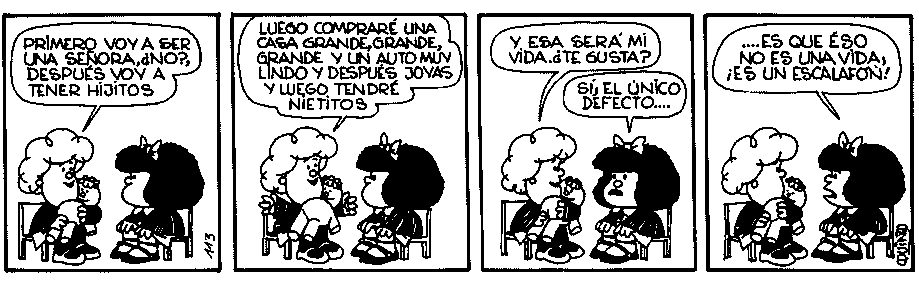 PRIMERO VOY A SER
UNA SEÑORA, ¿NO?,
DESPUÉS VOY A
TENER HIJITOS
LUEGO COMPRARÉ UNA
CASA GRANDE, GRANDE,
GRANDE Y UN AUTO MUY
LINDO Y DESPUÉS JOYAS
Y LUEGO TENDRÉ
NIETITOS
Y ESA SERÁ MI
VIDA. ¿TE GUSTA?
SÍ, EL ÚNICO
DEFECTO....
....ES QUE ÉSO
NO ES UNA VIDA,
¡ES UN ESCALAFÓN!
113
QUINO